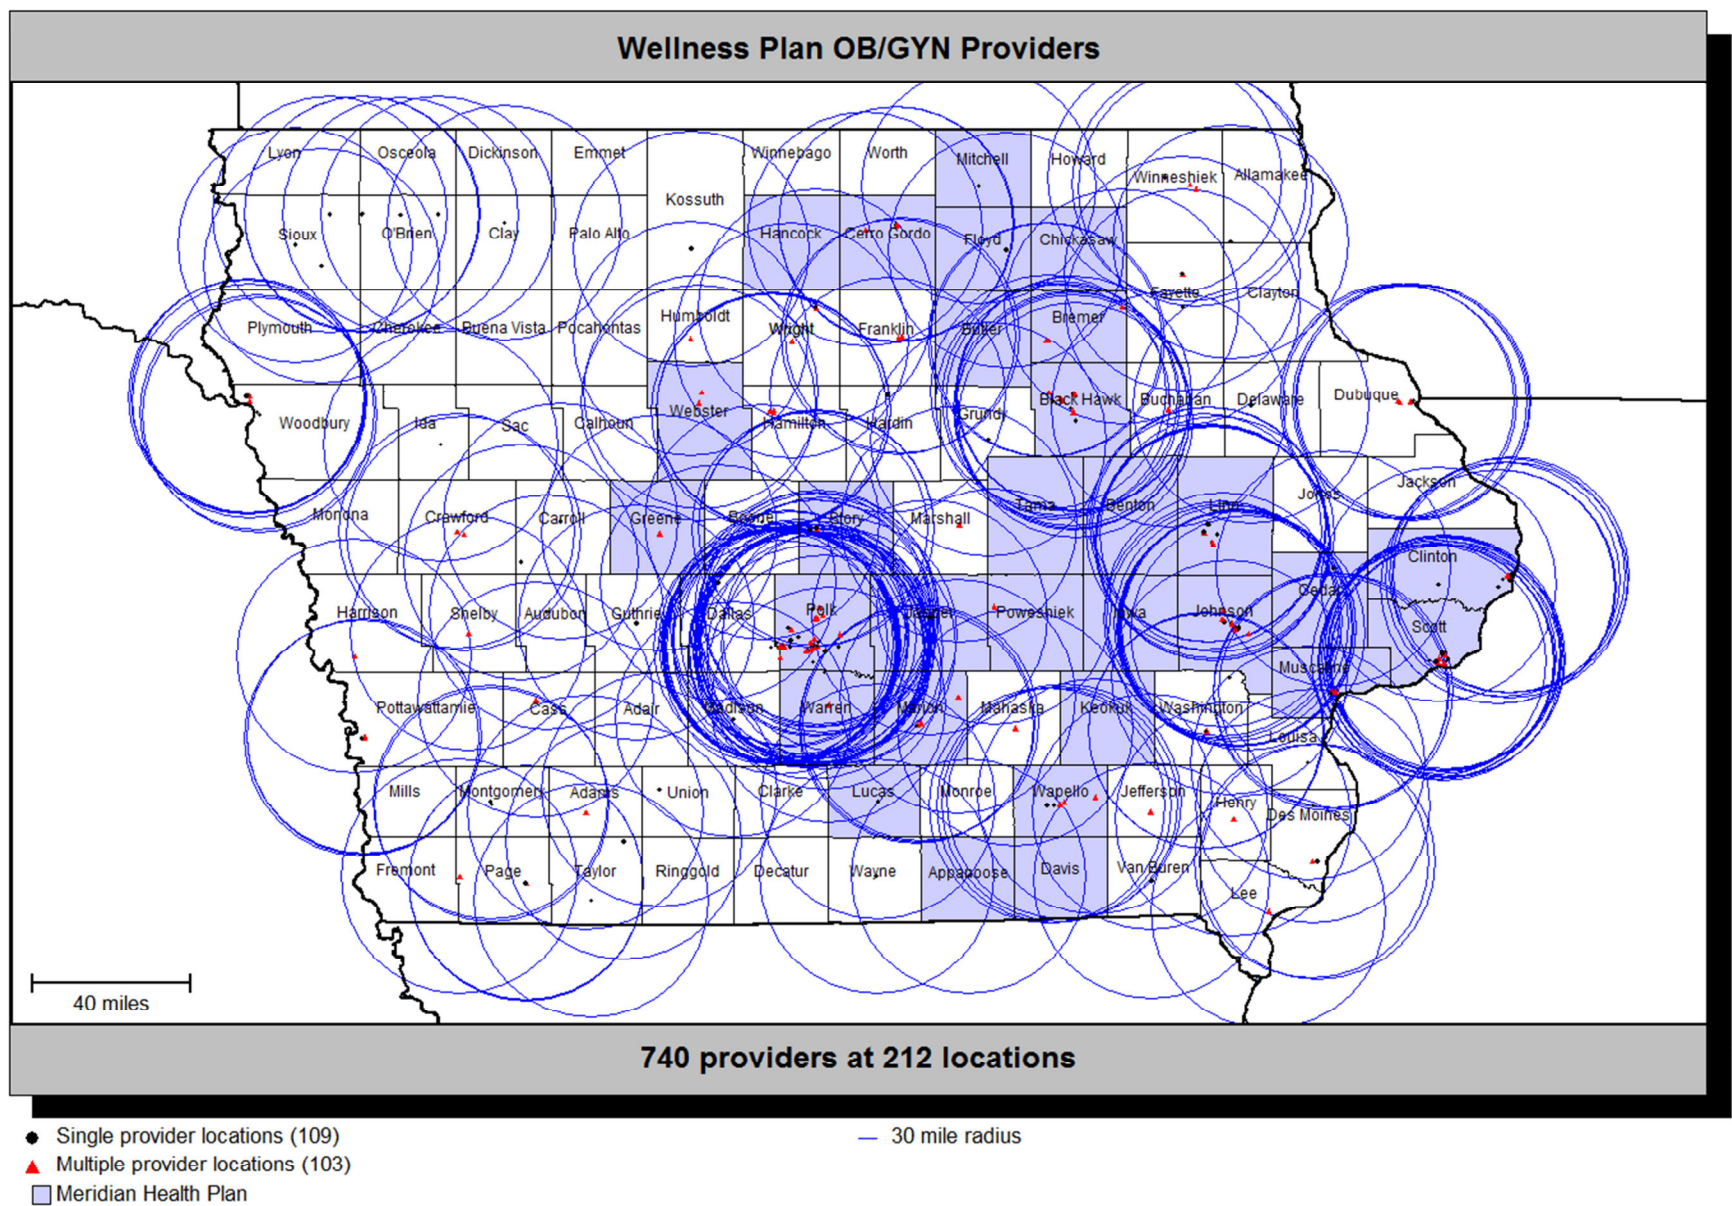 Wellness Plan OB/GYN Providers
Lyon Osceola Dickinson Emmet Winnebago Worth Mitchell Howard Winneshiek Allamakee
Kossuth
Sioux O'Brien Clay Palo Alto Hancock Cerro Gordo Floyd Chickasaw
Fayette Clayton
Plymouth Cherokee Buena Vista Pocahontas Humboldt Wright Franklin Butler Bremer
Woodbury Ida Sac Calhoun Webster Hamilton Hardin Grundy Black Hawk Buchanan Delaware Dubuque
Monona Crawford Carroll Greene Boone Story Marshall Tama Benton Linn Jones Jackson
Clinton
Harrison Shelby Audubon Guthrie Dallas Polk Jasper Poweshiek Iowa Johnson Cedar
Scott
Muscatine
Pottawattamie Cass Adair Madison Warren Marion Mahaska Keokuk Washington
Louisa
Mills Montgomery Adams Union Clarke Lucas Monroe Wapello Jefferson Henry
Des Moines
Fremont Page Taylor Ringgold Decatur Wayne Appanoose Davis Van Buren
Lee
40 miles
740 providers at 212 locations
Single provider locations (109)
30 mile radius
Multiple provider locations (103)
Meridian Health Plan